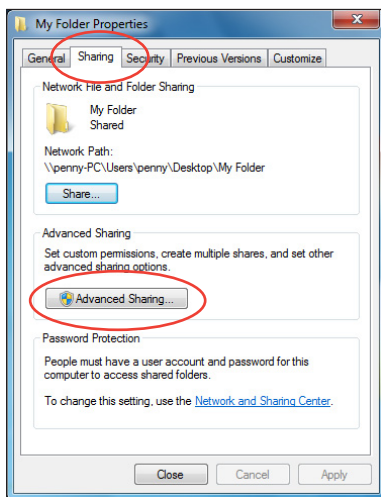 My Folder Properties
General Sharing Security Previous Versions Customize
Network File and Folder Sharing
My Folder
Shared
Network Path:
\\penny-PC\Users\penny\Desktop\My Folder
Share...
Advanced Sharing
Set custom permissions, create multiple shares, and set other
advanced sharing options.
Advanced Sharing...
Password Protection
People must have a user account and password for this
computer to access shared folders.
To change this setting, use the Network and Sharing Center.
Close Cancel Apply